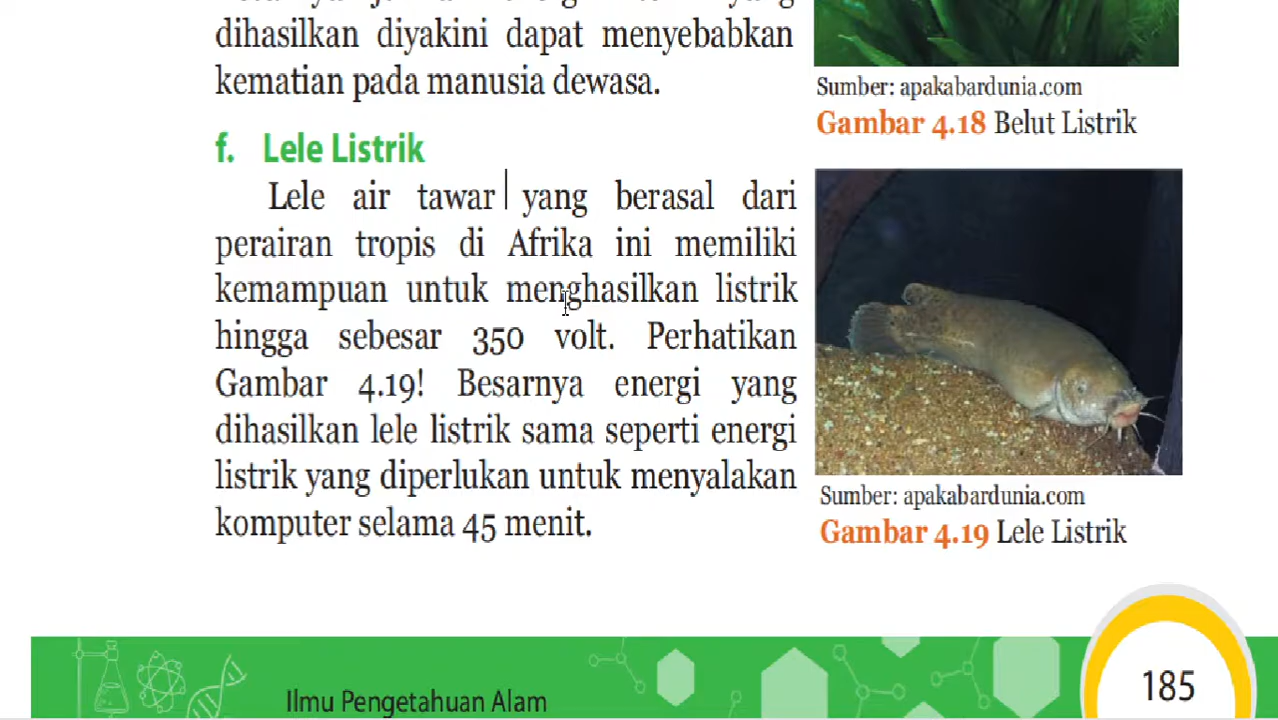 dihasilkan diyakini dapat menyebabkan
kematian pada manusia dewasa.
f. Lele Listrik
Lele air tawar yang berasal dari
perairan tropis di Afrika ini memiliki
kemampuan untuk menghasilkan listrik
hingga sebesar 350 volt. Perhatikan
Gambar 4.19! Besarnya energi yang
dihasilkan lele listrik sama seperti energi
listrik yang diperlukan untuk menyalakan
komputer selama 45 menit.
Sumber: apakabardunia.com
Gambar 4.18 Belut Listrik
Sumber: apakabardunia.com
Gambar 4.19 Lele Listrik
Ilmu Pengetahuan Alam
185